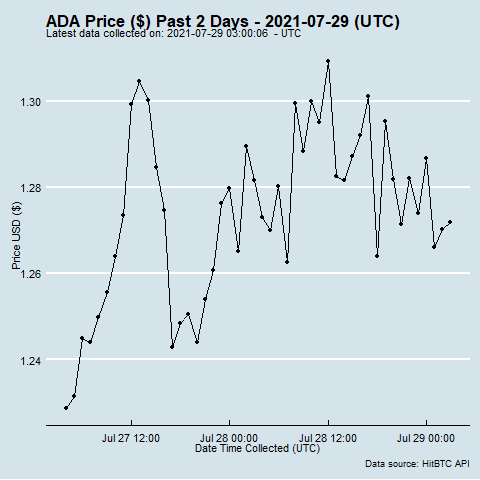 ADA Price ($) Past 2 Days - 2021-07-29 (UTC)
Latest data collected on: 2021-07-29 03:00:06 - UTC
1.30
1.28
1.26
1.24
Price USD ($)
Jul 27 12:00
Jul 28 00:00
Jul 28 12:00
Jul 29 00:00
Date Time Collected (UTC)
Data source: HitBTC API